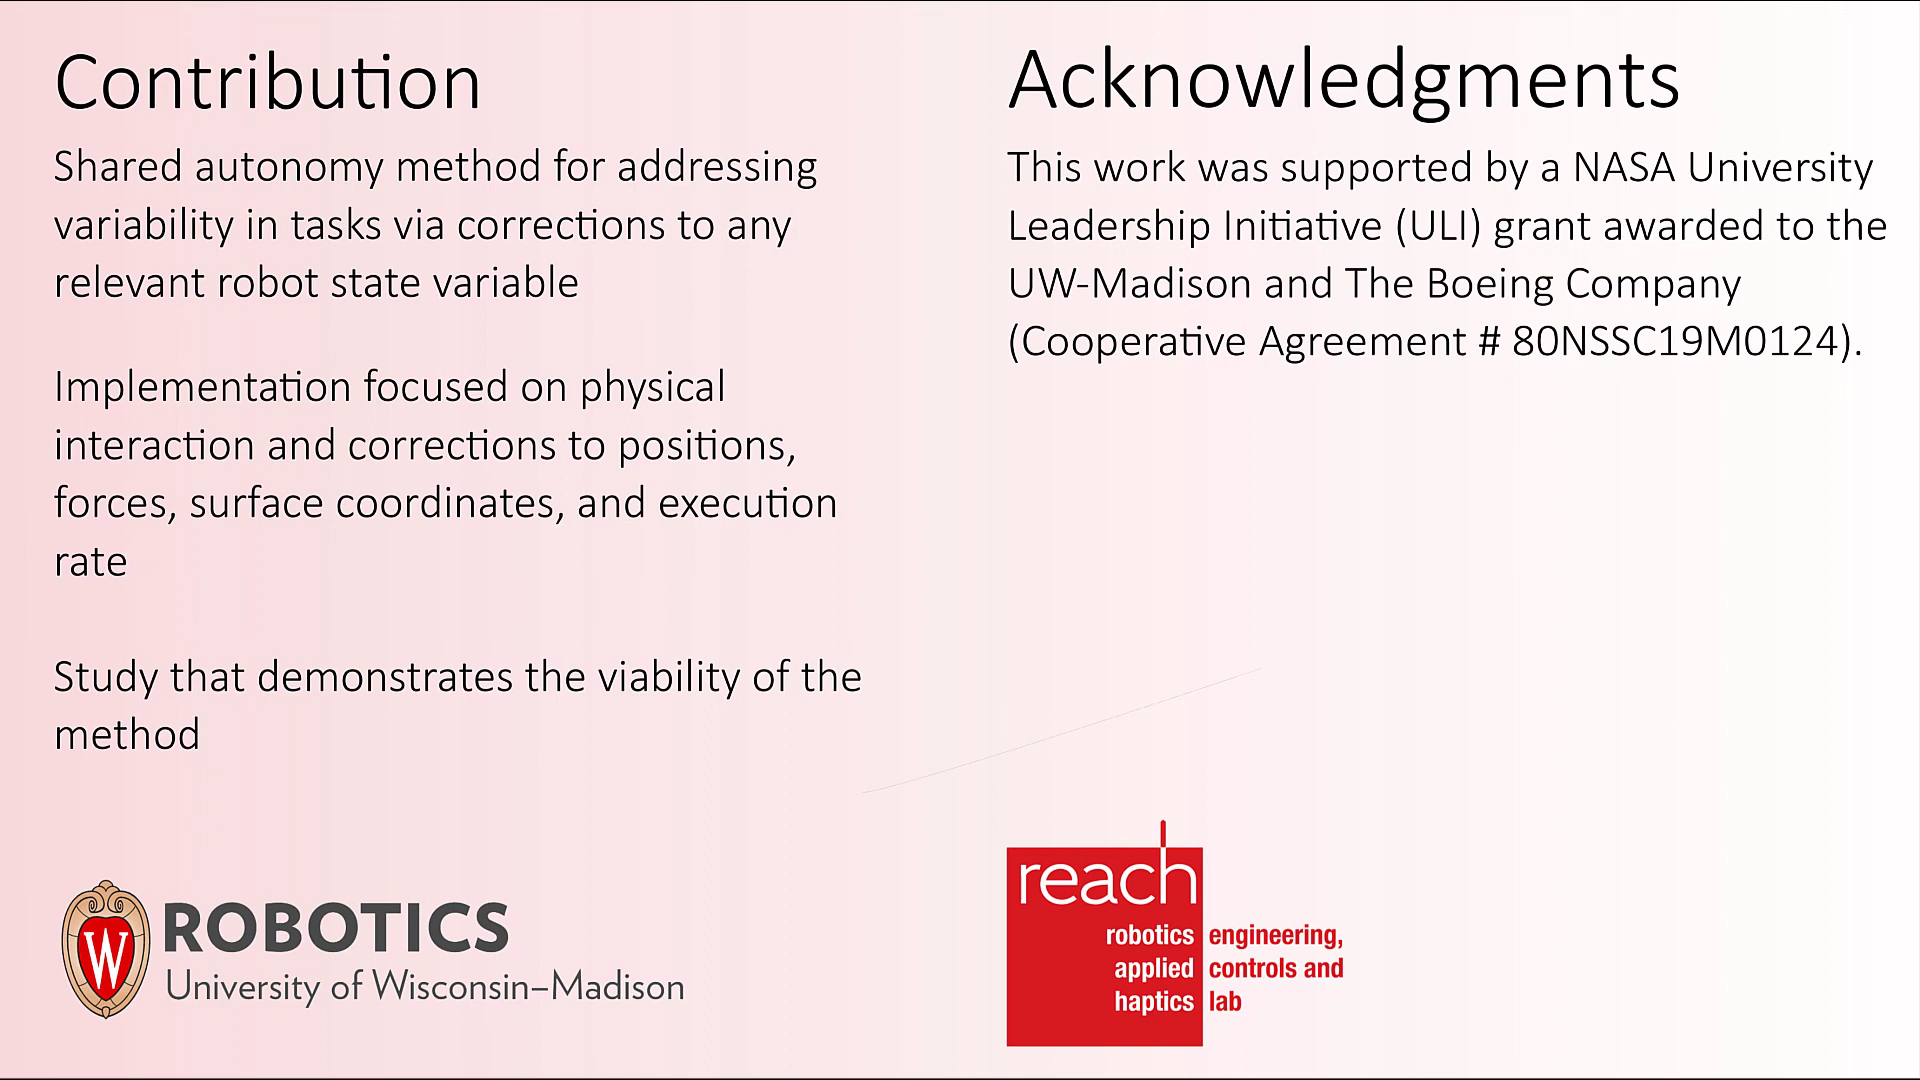 Contribution
Shared autonomy method for addressing
variability in tasks via corrections to any
relevant robot state variable
Implementation focused on physical
interaction and corrections to positions,
forces, surface coordinates, and execution
rate
Study that demonstrates the viability of the
method
W ROBOTICS
University of Wisconsin–Madison
Acknowledgments
This work was supported by a NASA University
Leadership Initiative (ULI) grant awarded to the
UW-Madison and The Boeing Company
(Cooperative Agreement # 80NSSC19M0124).
reach
robotics engineering,
applied controls and
haptics lab